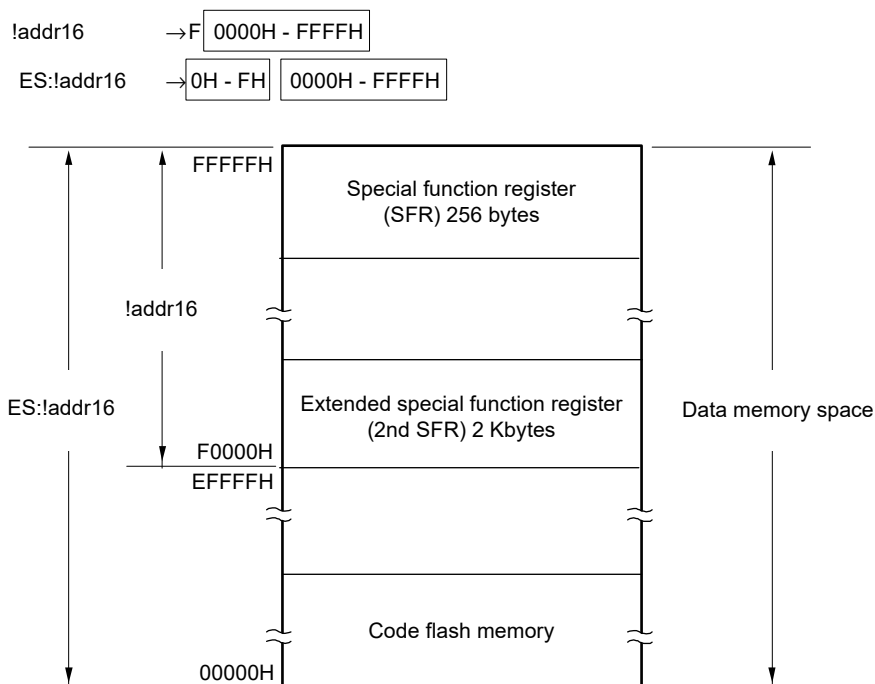 !addr16 →F 0000H - FFFFH
ES:!addr16 →0H - FH 0000H - FFFFH
FFFFFH
Special function register
(SFR) 256 bytes
!addr16
ES:!addr16
Extended special function register
(2nd SFR) 2 Kbytes
Data memory space
F0000H
EFFFFH
Code flash memory
00000H